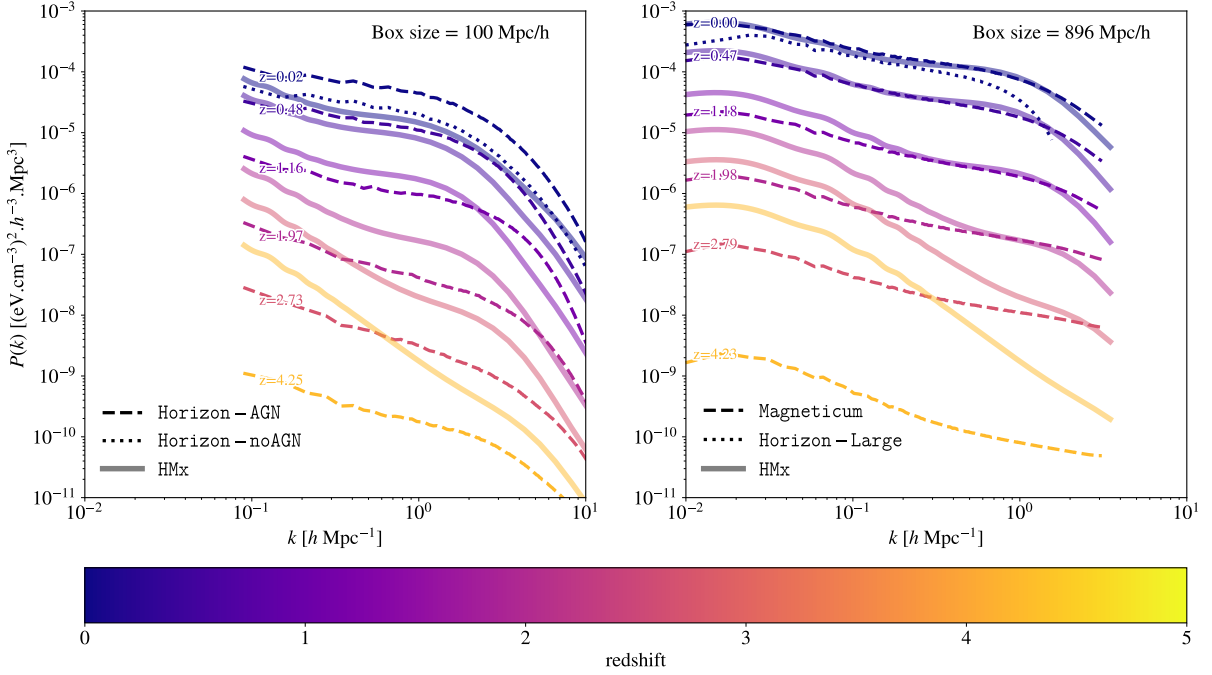 Box size = 100 Mpc/h
Box size = 896 Mpc/h
P(k) [(eV.cm⁻³)².h⁻³.Mpc³]
10⁻³
10⁻⁴
10⁻⁵
10⁻⁶
10⁻⁷
10⁻⁸
10⁻⁹
10⁻¹⁰
10⁻¹¹
z=0.02
z=0.48
z=1.16
z=1.97
z=2.73
z=4.25
Horizon−AGN
Horizon−noAGN
HMx
10⁻² 10⁻¹ 10⁰ 10¹
k [h Mpc⁻¹]
10⁻³
10⁻⁴
10⁻⁵
10⁻⁶
10⁻⁷
10⁻⁸
10⁻⁹
10⁻¹⁰
10⁻¹¹
z=0.00
z=0.47
z=1.18
z=1.98
z=2.79
z=4.23
Magneticum
Horizon−Large
HMx
10⁻² 10⁻¹ 10⁰ 10¹
k [h Mpc⁻¹]
0 1 2 3 4 5
redshift